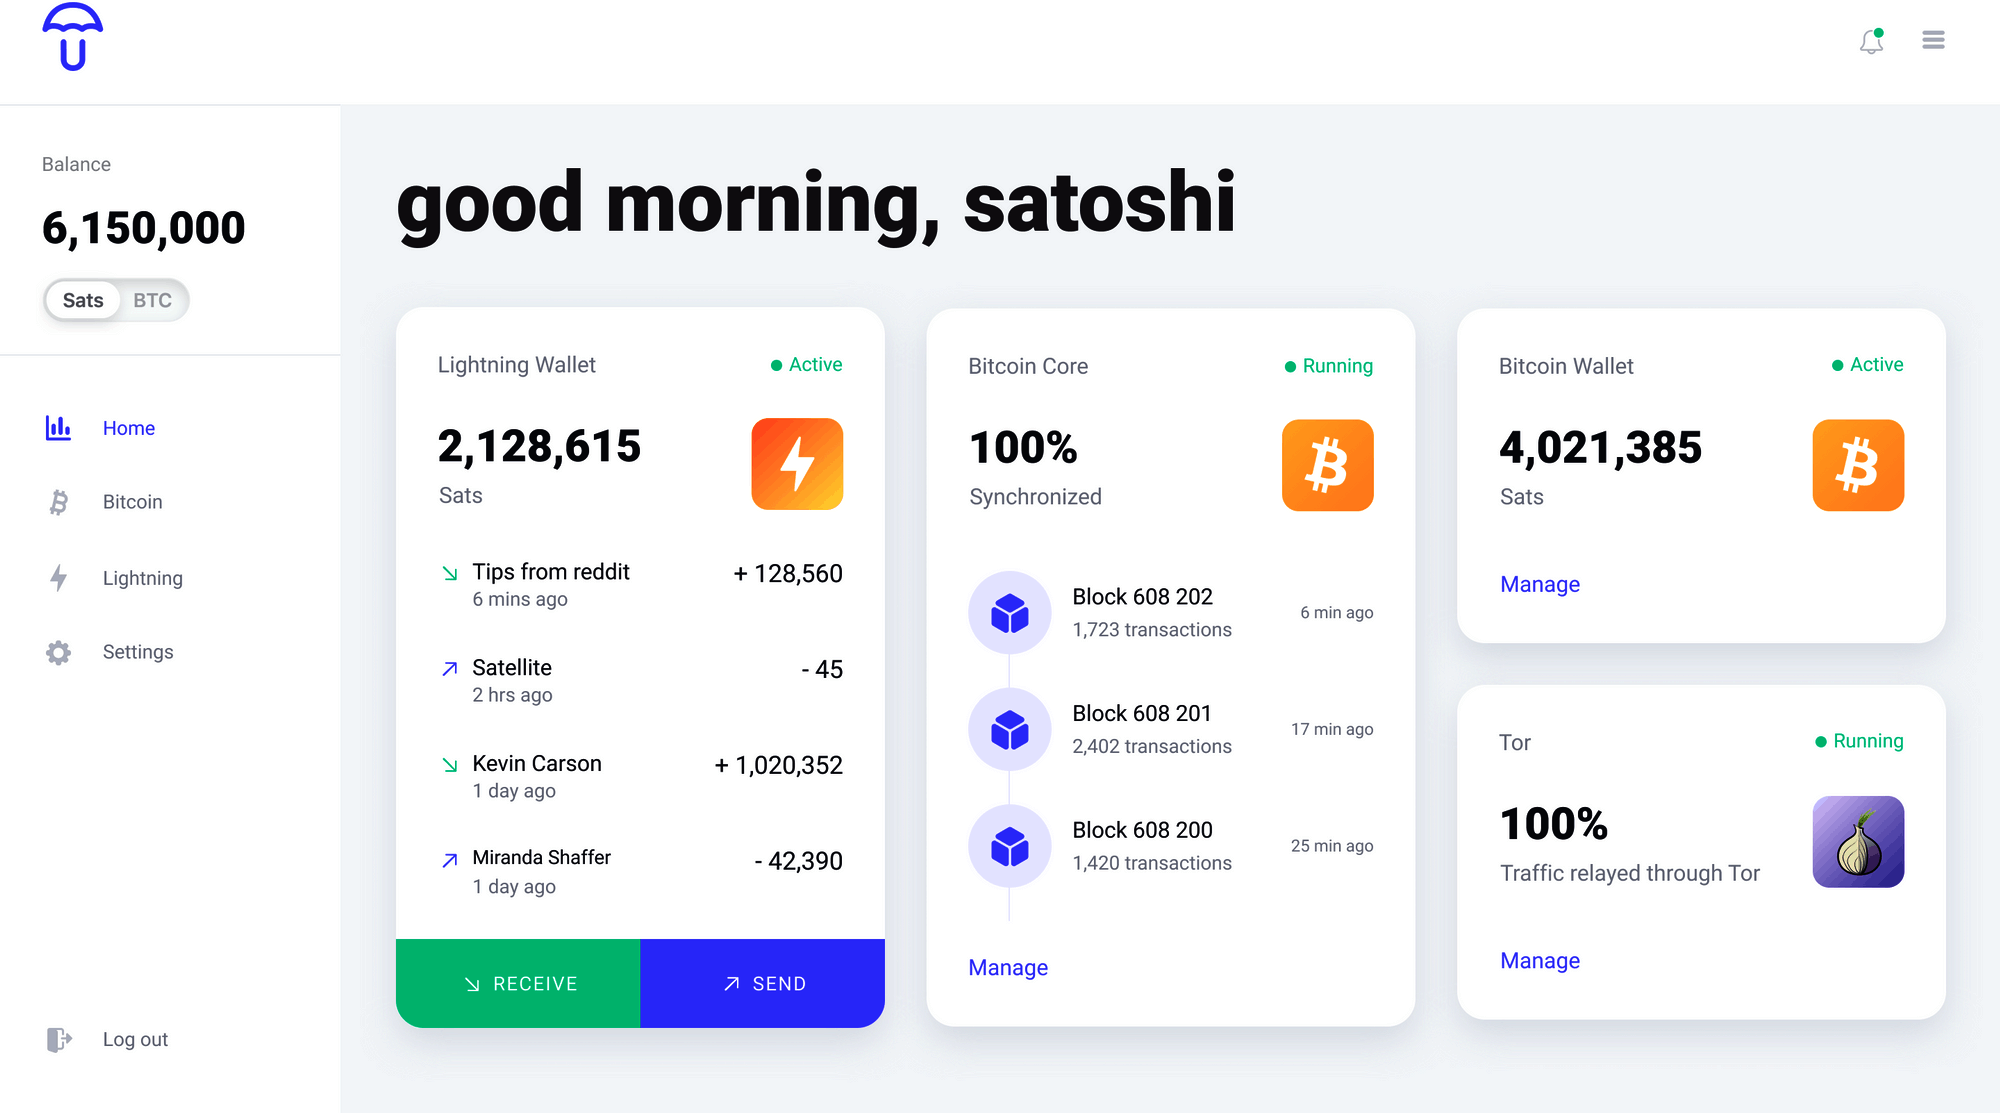 Balance
6,150,000
Sats BTC
Home
Bitcoin
Lightning
Settings
Log out
good morning, satoshi
Lightning Wallet
Active
2,128,615
Sats
Tips from reddit
+ 128,560
6 mins ago
Satellite
- 45
2 hrs ago
Kevin Carson
+ 1,020,352
1 day ago
Miranda Shaffer
- 42,390
1 day ago
RECEIVE
SEND
Bitcoin Core
Running
100%
Synchronized
Block 608 202
6 min ago
1,723 transactions
Block 608 201
17 min ago
2,402 transactions
Block 608 200
25 min ago
1,420 transactions
Manage
Bitcoin Wallet
Active
4,021,385
Sats
Manage
Tor
Running
100%
Traffic relayed through Tor
Manage